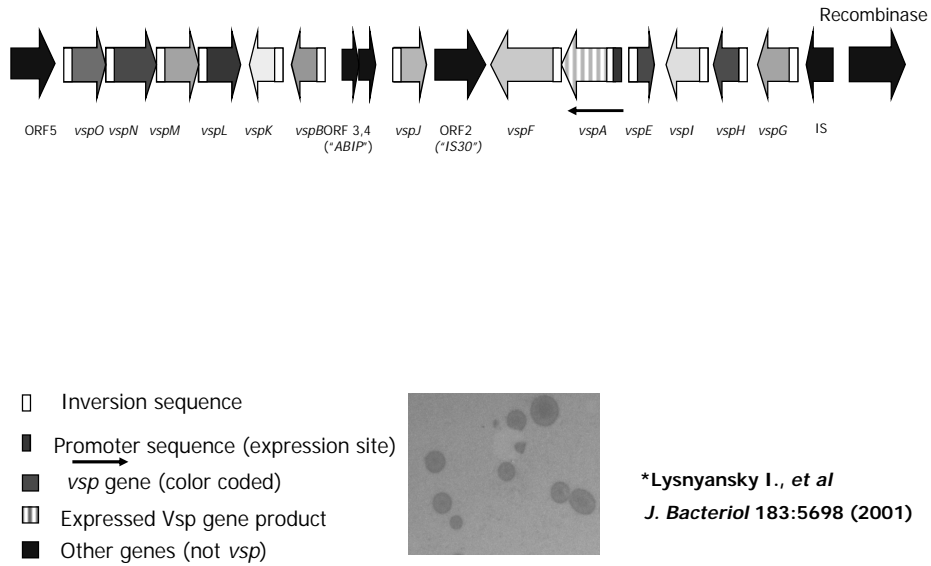 Recombinase
ORF5 vspO vspN vspM vspL vspK vspB ORF 3,4 vspJ ORF2 vspF vspA vspE vspI vspH vspG IS
("ABIP") ("IS30")
Inversion sequence
Promoter sequence (expression site)
vsp gene (color coded)
Expressed Vsp gene product
Other genes (not vsp)
*Lysnyansky I., et al
J. Bacteriol 183:5698 (2001)